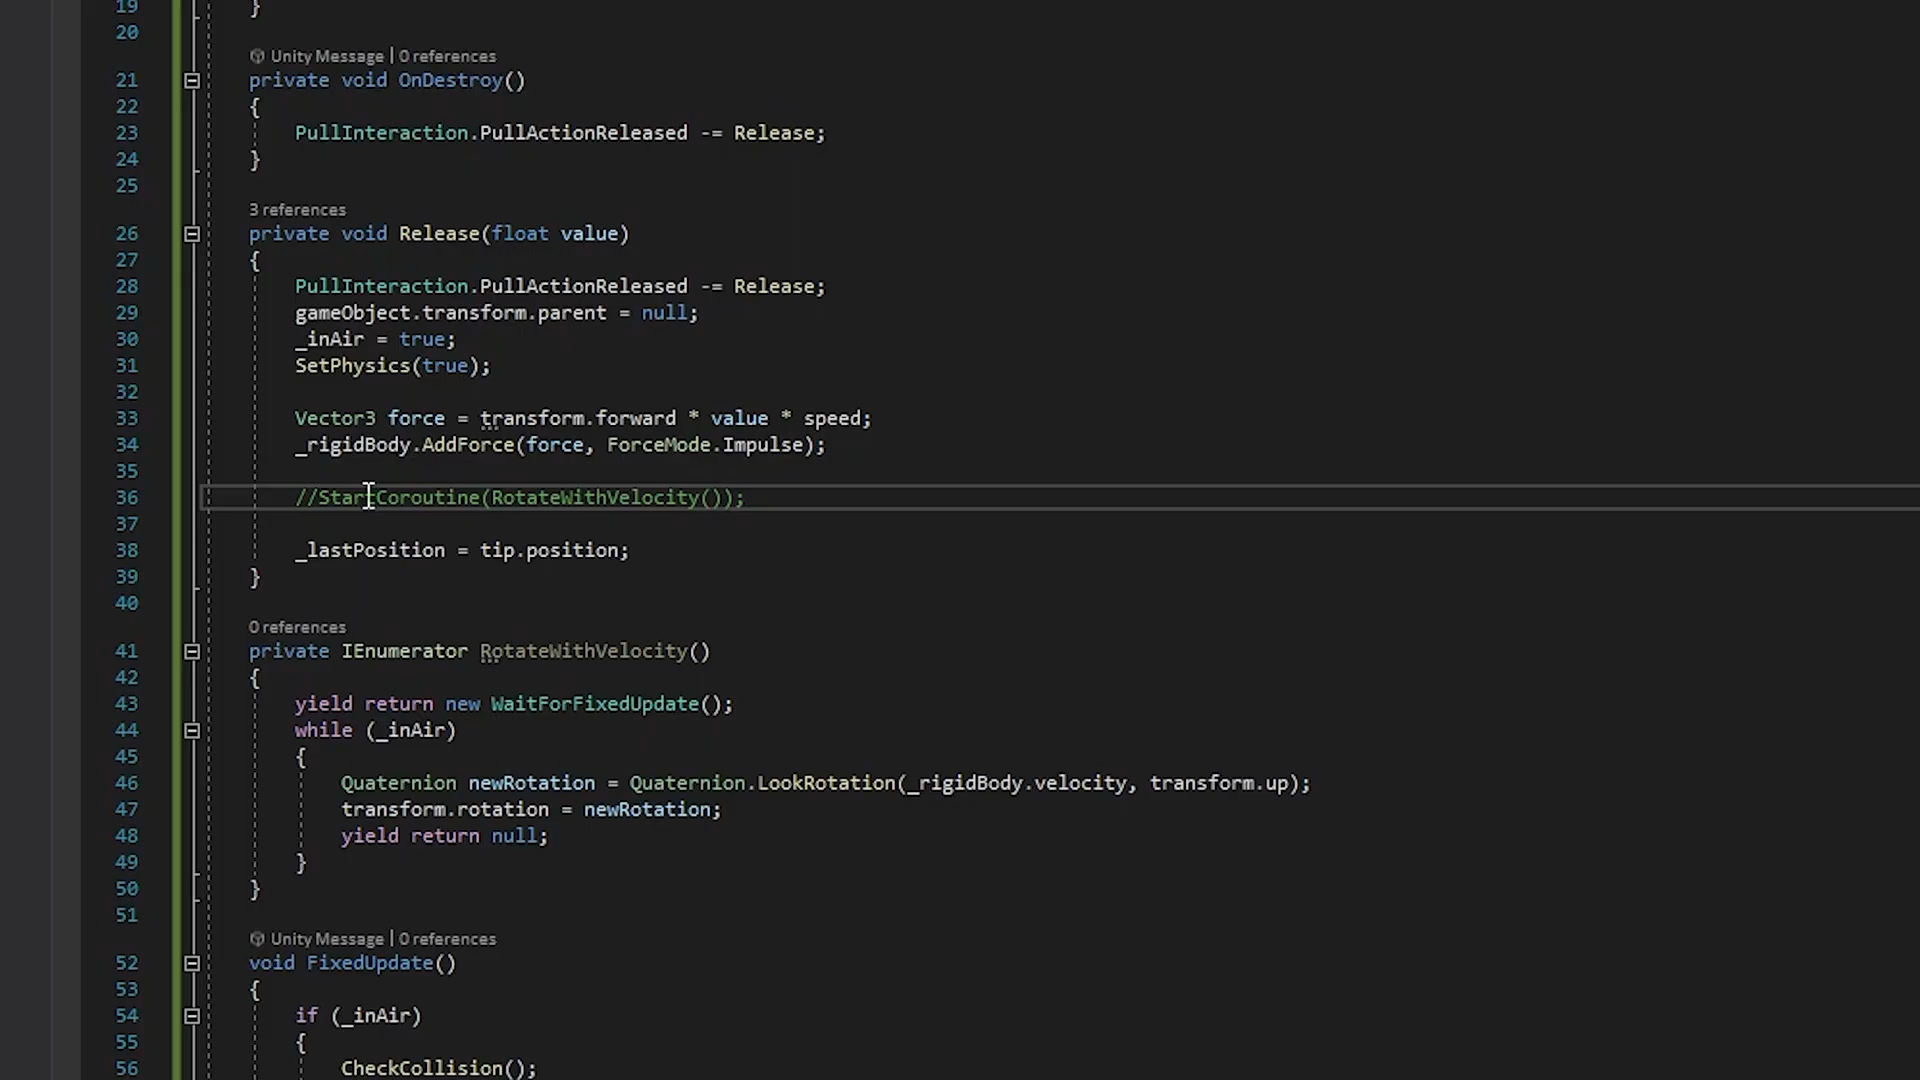 19 }
20
Unity Message | 0 references
21 private void OnDestroy()
22 {
23 PullInteraction.PullActionReleased -= Release;
24 }
25
3 references
26 private void Release(float value)
27 {
28 PullInteraction.PullActionReleased -= Release;
29 gameObject.transform.parent = null;
30 _inAir = true;
31 SetPhysics(true);
32
33 Vector3 force = transform.forward * value * speed;
34 _rigidBody.AddForce(force, ForceMode.Impulse);
35
36 //StartCoroutine(RotateWithVelocity());
37
38 _lastPosition = tip.position;
39 }
40
0 references
41 private IEnumerator RotateWithVelocity()
42 {
43 yield return new WaitForFixedUpdate();
44 while (_inAir)
45 {
46 Quaternion newRotation = Quaternion.LookRotation(_rigidBody.velocity, transform.up);
47 transform.rotation = newRotation;
48 yield return null;
49 }
50 }
51
Unity Message | 0 references
52 void FixedUpdate()
53 {
54 if (_inAir)
55 {
56 CheckCollision();